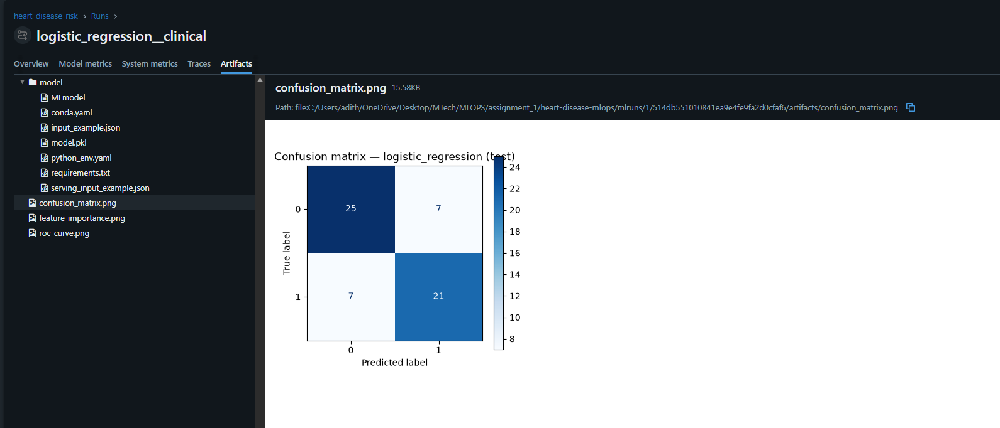 heart-disease-risk › Runs ›
logistic_regression__clinical
Overview Model metrics System metrics Traces Artifacts
model
MLmodel
conda.yaml
input_example.json
model.pkl
python_env.yaml
requirements.txt
serving_input_example.json
confusion_matrix.png
feature_importance.png
roc_curve.png
confusion_matrix.png 15.58KB
Path: file:C:/Users/adith/OneDrive/Desktop/MTech/MLOPS/assignment_1/heart-disease-mlops/mlruns/1/514db551010841ea9e4fe9fa2d0cfaf6/artifacts/confusion_matrix.png
Confusion matrix — logistic_regression (test)
True label
0
25 7
1
7 21
0 1
Predicted label
24
22
20
18
16
14
12
10
8